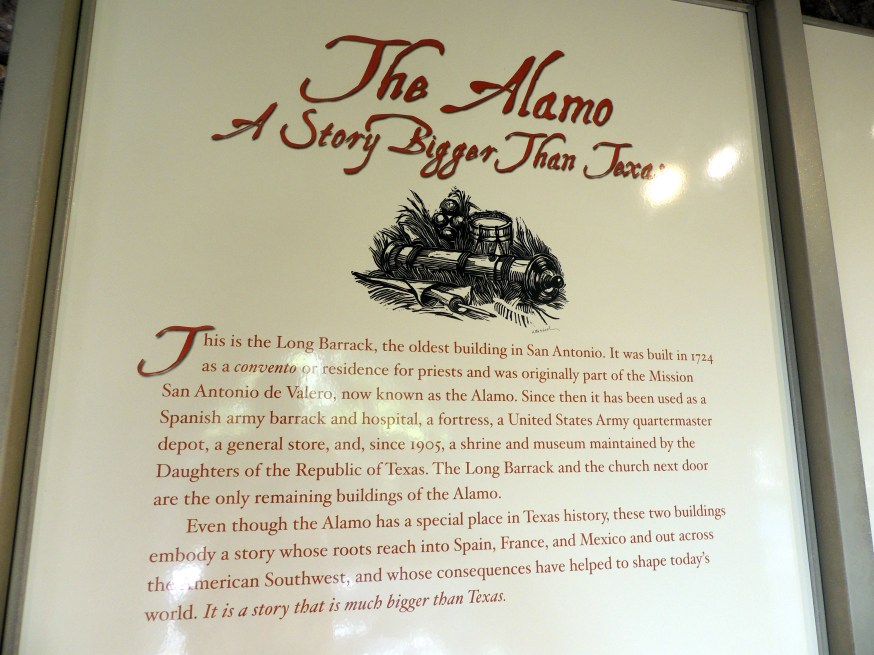 The Alamo
A Story Bigger Than Texas
This is the Long Barrack, the oldest building in San Antonio. It was built in 1724
as a convento or residence for priests and was originally part of the Mission
San Antonio de Valero, now known as the Alamo. Since then it has been used as a
Spanish army barrack and hospital, a fortress, a United States Army quartermaster
depot, a general store, and, since 1905, a shrine and museum maintained by the
Daughters of the Republic of Texas. The Long Barrack and the church next door
are the only remaining buildings of the Alamo.
Even though the Alamo has a special place in Texas history, these two buildings
embody a story whose roots reach into Spain, France, and Mexico and out across
the American Southwest, and whose consequences have helped to shape today's
world. It is a story that is much bigger than Texas.